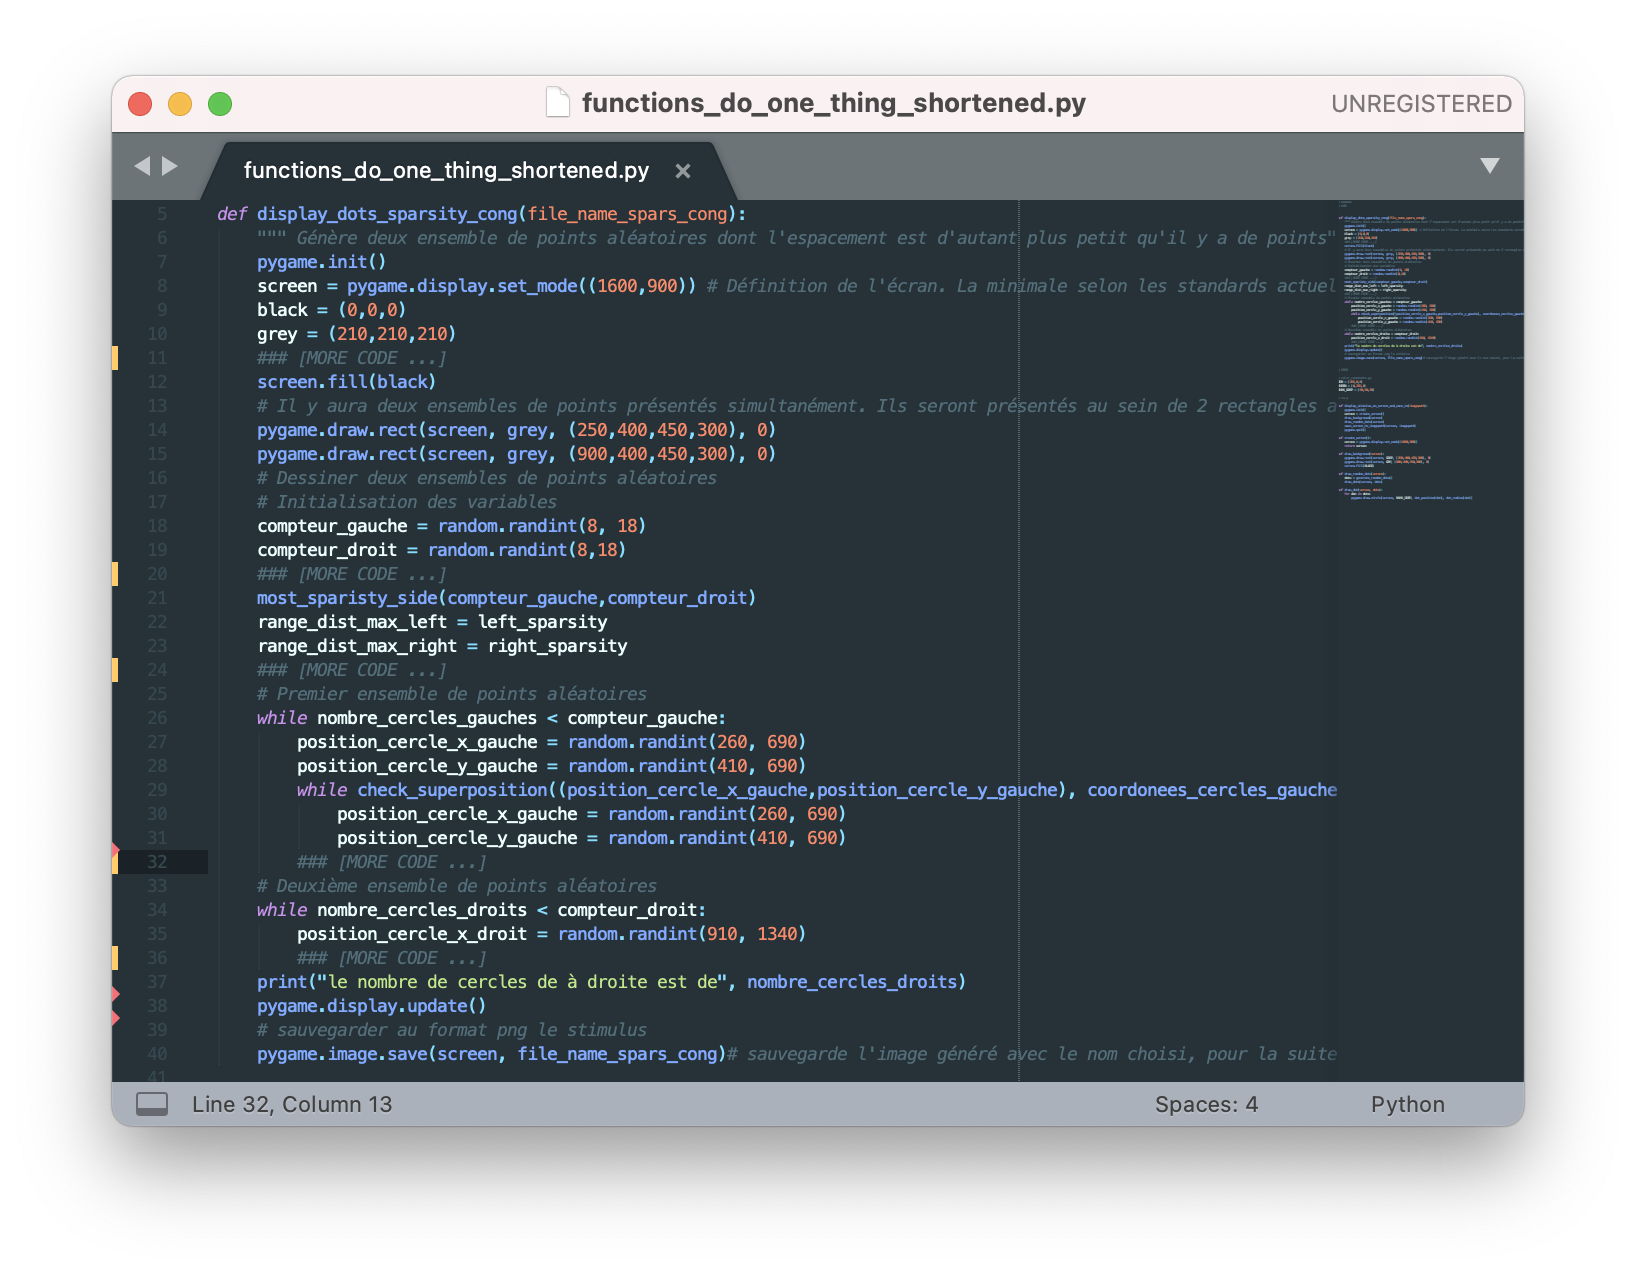 functions_do_one_thing_shortened.py
UNREGISTERED
functions_do_one_thing_shortened.py ×
5 def display_dots_sparsity_cong(file_name_spars_cong):
6 """ Génère deux ensemble de points aléatoires dont l'espacement est d'autant plus petit qu'il y a de points"
7 pygame.init()
8 screen = pygame.display.set_mode((1600,900)) # Définition de l'écran. La minimale selon les standards actuel
9 black = (0,0,0)
10 grey = (210,210,210)
11 ### [MORE CODE ...]
12 screen.fill(black)
13 # Il y aura deux ensembles de points présentés simultanément. Ils seront présentés au sein de 2 rectangles a
14 pygame.draw.rect(screen, grey, (250,400,450,300), 0)
15 pygame.draw.rect(screen, grey, (900,400,450,300), 0)
16 # Dessiner deux ensembles de points aléatoires
17 # Initialisation des variables
18 compteur_gauche = random.randint(8, 18)
19 compteur_droit = random.randint(8,18)
20 ### [MORE CODE ...]
21 most_sparisty_side(compteur_gauche,compteur_droit)
22 range_dist_max_left = left_sparsity
23 range_dist_max_right = right_sparsity
24 ### [MORE CODE ...]
25 # Premier ensemble de points aléatoires
26 while nombre_cercles_gauches < compteur_gauche:
27 position_cercle_x_gauche = random.randint(260, 690)
28 position_cercle_y_gauche = random.randint(410, 690)
29 while check_superposition((position_cercle_x_gauche,position_cercle_y_gauche), coordonees_cercles_gauche
30 position_cercle_x_gauche = random.randint(260, 690)
31 position_cercle_y_gauche = random.randint(410, 690)
32 ### [MORE CODE ...]
33 # Deuxième ensemble de points aléatoires
34 while nombre_cercles_droits < compteur_droit:
35 position_cercle_x_droit = random.randint(910, 1340)
36 ### [MORE CODE ...]
37 print("le nombre de cercles de à droite est de", nombre_cercles_droits)
38 pygame.display.update()
39 # sauvegarder au format png le stimulus
40 pygame.image.save(screen, file_name_spars_cong)# sauvegarde l'image généré avec le nom choisi, pour la suite
41
Line 32, Column 13
Spaces: 4
Python